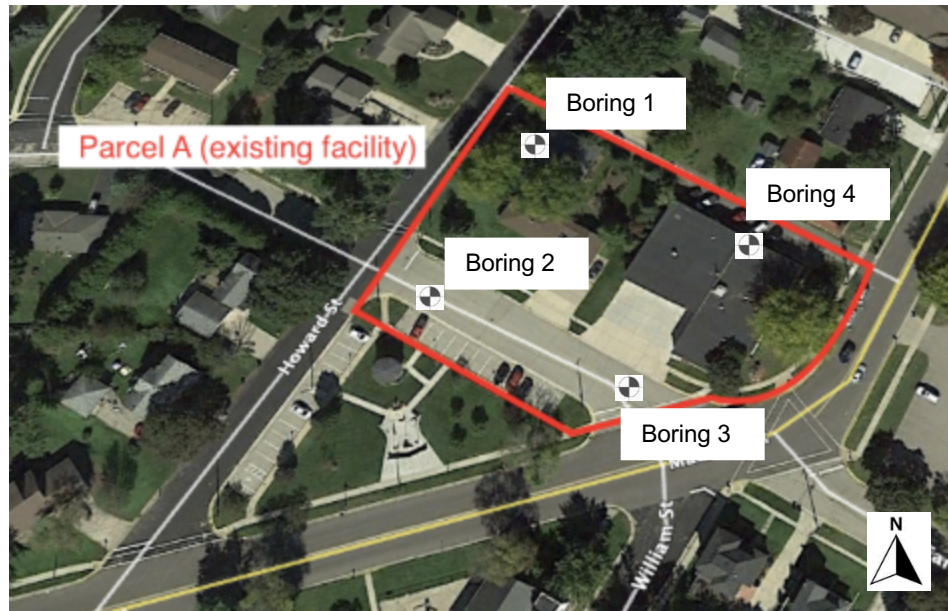 Boring 1
Parcel A (existing facility)
Boring 4
Boring 2
Howard St
Boring 3
William St
N